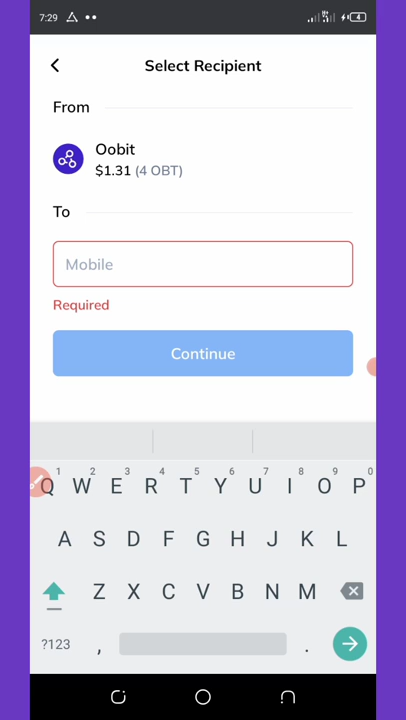 7:29
4
Select Recipient
From
Oobit
$1.31 (4 OBT)
To
Mobile
Required
Continue
1 2 3 4 5 6 7 8 9 0
Q W E R T Y U I O P
A S D F G H J K L
Z X C V B N M
?123 , .